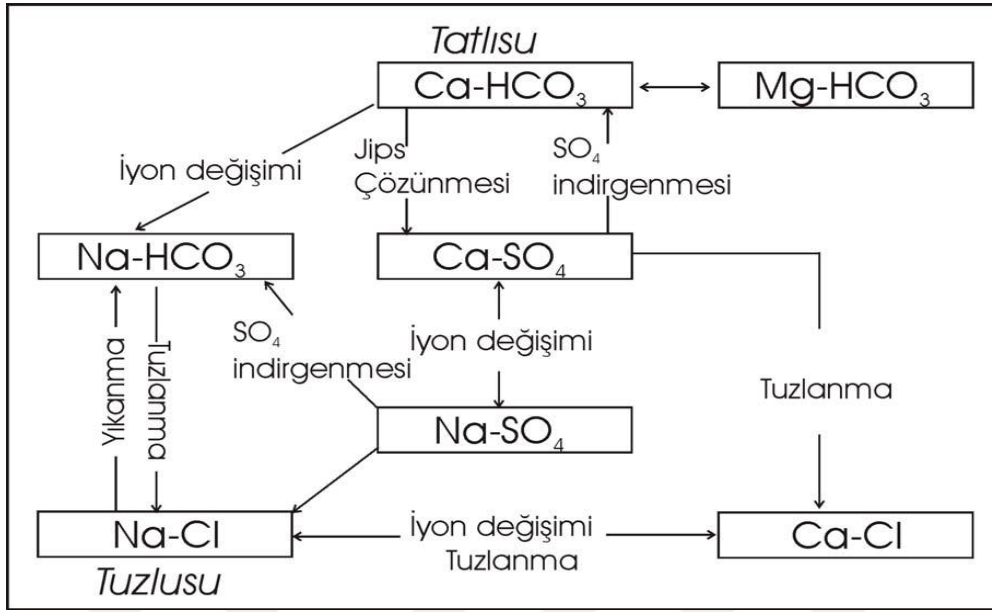 Tatlısu
Ca-HCO₃
Mg-HCO₃
İyon değişimi
Jips
Çözünmesi
SO₄
indirgenmesi
Na-HCO₃
Ca-SO₄
Yıkanma
Tuzlanma
SO₄
indirgenmesi
İyon değişimi
Tuzlanma
Na-SO₄
Na-Cl
İyon değişimi
Tuzlanma
Ca-Cl
Tuzlusu